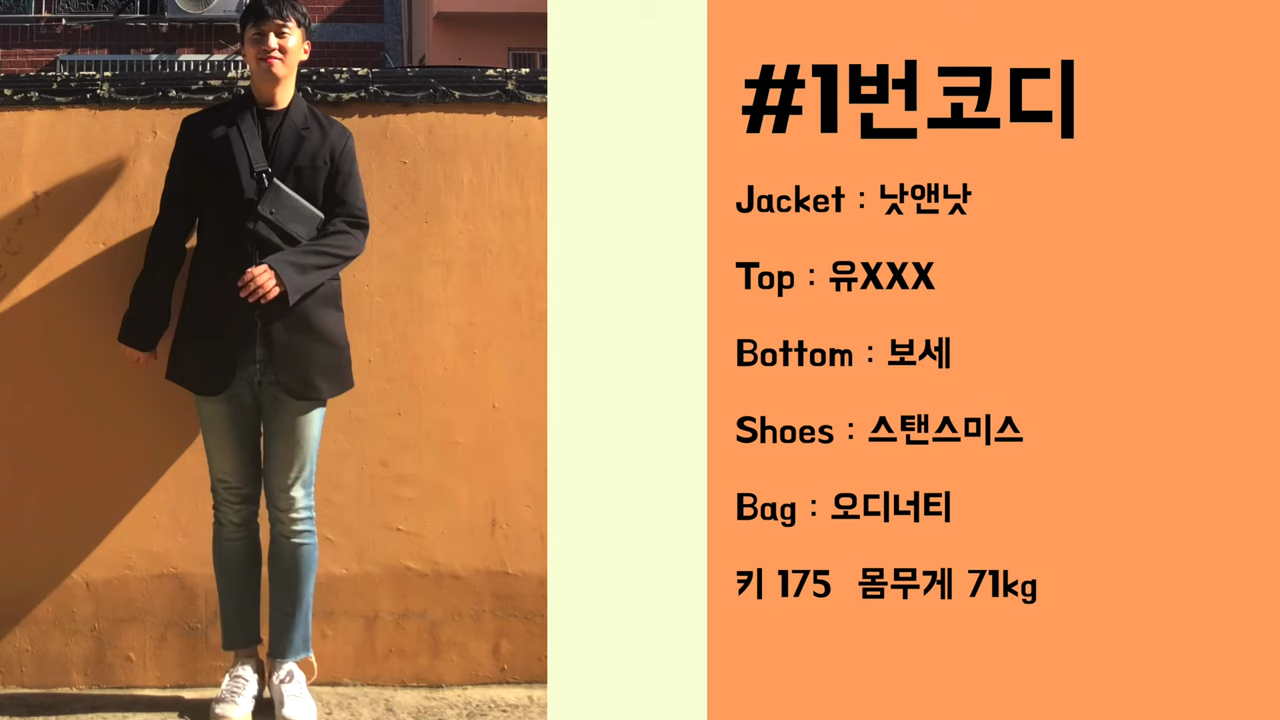 #1번코디
Jacket : 낫앤낫
Top : 유XXX
Bottom : 보세
Shoes : 스탠스미스
Bag : 오디너티
키 175 몸무게 71kg